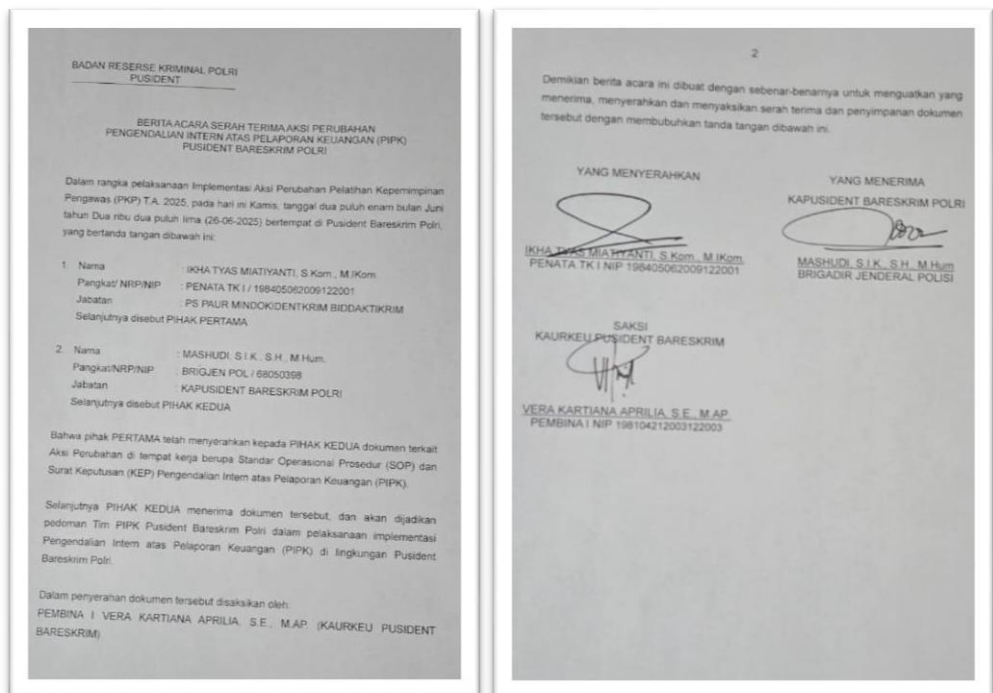 BADAN RESERSE KRIMINAL POLRI
PUSIDENT
BERITA ACARA SERAH TERIMA AKSI PERUBAHAN
PENGENDALIAN INTERN ATAS PELAPORAN KEUANGAN (PIPK)
PUSIDENT BARESKRIM POLRI
Dalam rangka pelaksanaan Implementasi Aksi Perubahan Pelatihan Kepemimpinan
Pengawas (PKP) T.A. 2025, pada hari ini Kamis, tanggal dua puluh enam bulan Juni
tahun Dua ribu dua puluh lima (26-06-2025) bertempat di Pusident Bareskrim Polri,
yang bertanda tangan dibawah ini:
1. Nama : IKHA TYAS MIATIYANTI, S.Kom., M.IKom.
Pangkat/ NRP/NIP : PENATA TK I / 198405062009122001
Jabatan : PS PAUR MINDOKIDENTKRIM BIDDAKTIKRIM
Selanjutnya disebut PIHAK PERTAMA
2. Nama : MASHUDI, S.I.K., S.H., M.Hum.
Pangkat/NRP/NIP : BRIGJEN POL / 68050398
Jabatan : KAPUSIDENT BARESKRIM POLRI
Selanjutnya disebut PIHAK KEDUA
Bahwa pihak PERTAMA telah menyerahkan kepada PIHAK KEDUA dokumen terkait
Aksi Perubahan di tempat kerja berupa Standar Operasional Prosedur (SOP) dan
Surat Keputusan (KEP) Pengendalian Intern atas Pelaporan Keuangan (PIPK).
Selanjutnya PIHAK KEDUA menerima dokumen tersebut, dan akan dijadikan
pedoman Tim PIPK Pusident Bareskrim Polri dalam pelaksanaan implementasi
Pengendalian Intern atas Pelaporan Keuangan (PIPK) di lingkungan Pusident
Bareskrim Polri.
Dalam penyerahan dokumen tersebut disaksikan oleh:
PEMBINA I VERA KARTIANA APRILIA, S.E., M.AP. (KAURKEU PUSIDENT
BARESKRIM)
2
Demikian berita acara ini dibuat dengan sebenar-benarnya untuk menguatkan yang
menerima, menyerahkan dan menyaksikan serah terima dan penyimpanan dokumen
tersebut dengan membubuhkan tanda tangan dibawah ini.
YANG MENYERAHKAN
IKHA TYAS MIATIYANTI, S.Kom., M.IKom.
PENATA TK I NIP 198405062009122001
YANG MENERIMA
KAPUSIDENT BARESKRIM POLRI
MASHUDI, S.I.K., S.H., M.Hum
BRIGADIR JENDERAL POLISI
SAKSI
KAURKEU PUSIDENT BARESKRIM
VERA KARTIANA APRILIA, S.E., M.AP.
PEMBINA I NIP 198104212003122003